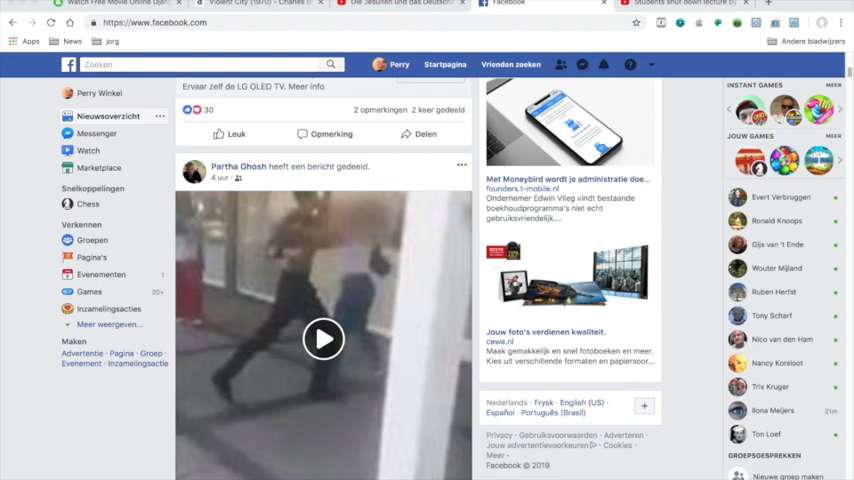 Watch Free Movie Online Djang
Violent City (1970) - Charles B
Die Jesuiten und das Deutsche
Facebook
Students shut down lecture by
https://www.facebook.com
Apps
News
jorg
Andere bladwijzers
Zoeken
Perry
Startpagina
Vrienden zoeken
Perry Winkel
Nieuwsoverzicht
Messenger
Watch
Marketplace
Snelkoppelingen
Chess
Verkennen
Groepen
Pagina's
Evenementen 1
Games 20+
Inzamelingsacties
Meer weergeven...
Maken
Advertentie · Pagina · Groep ·
Evenement · Inzamelingsactie
Ervaar zelf de LG OLED TV. Meer info
30
2 opmerkingen 2 keer gedeeld
Leuk
Opmerking
Delen
Partha Ghosh heeft een bericht gedeeld.
4 uur ·
Met Moneybird wordt je administratie doe...
founders.t-mobile.nl
Ondernemer Edwin Vlieg vindt bestaande
boekhoudprogramma's niet echt
gebruiksvriendelijk....
Jouw foto's verdienen kwaliteit.
cewe.nl
Maak gemakkelijk en snel fotoboeken en meer.
Kies uit verschillende formaten en papiersoor...
Nederlands · Frysk · English (US) ·
Español · Português (Brasil)
Privacy · Gebruiksvoorwaarden · Adverteren ·
Jouw advertentievoorkeuren · Cookies ·
Meer
Facebook © 2019
INSTANT GAMES MEER
JOUW GAMES MEER
Evert Verbruggen
Ronald Knoops
Gijs van 't Ende
Wouter Mijland
Ruben Herfst
Tony Scharf
Nico van den Ham
Nancy Korsloot
Trix Kruger
Ilona Meijers 21m
Ton Loef
GROEPSGESPREKKEN
Nieuwe groep maken